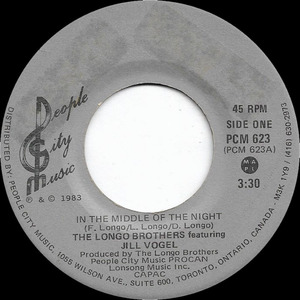 People
City
Music
45 RPM
SIDE ONE
PCM 623
(PCM 623A)
M A P L
3:30
℗ & © 1983
IN THE MIDDLE OF THE NIGHT
(F. Longo/L. Longo/D. Longo)
THE LONGO BROTHERS featuring
JILL VOGEL
Produced by The Longo Brothers
People City Music PROCAN
Lonsong Music Inc.
CAPAC
DISTRIBUTED BY: PEOPLE CITY MUSIC, 1055 WILSON AVE., SUITE 600, TORONTO, ONTARIO, CANADA - M3K 1Y9 / (416) 630-2973